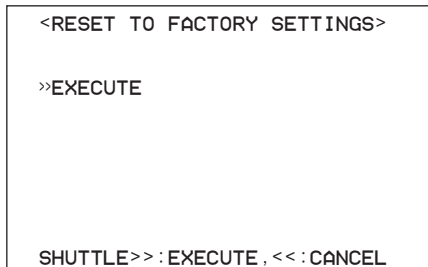 <RESET TO FACTORY SETTINGS>
»EXECUTE
SHUTTLE>>:EXECUTE,<<:CANCEL